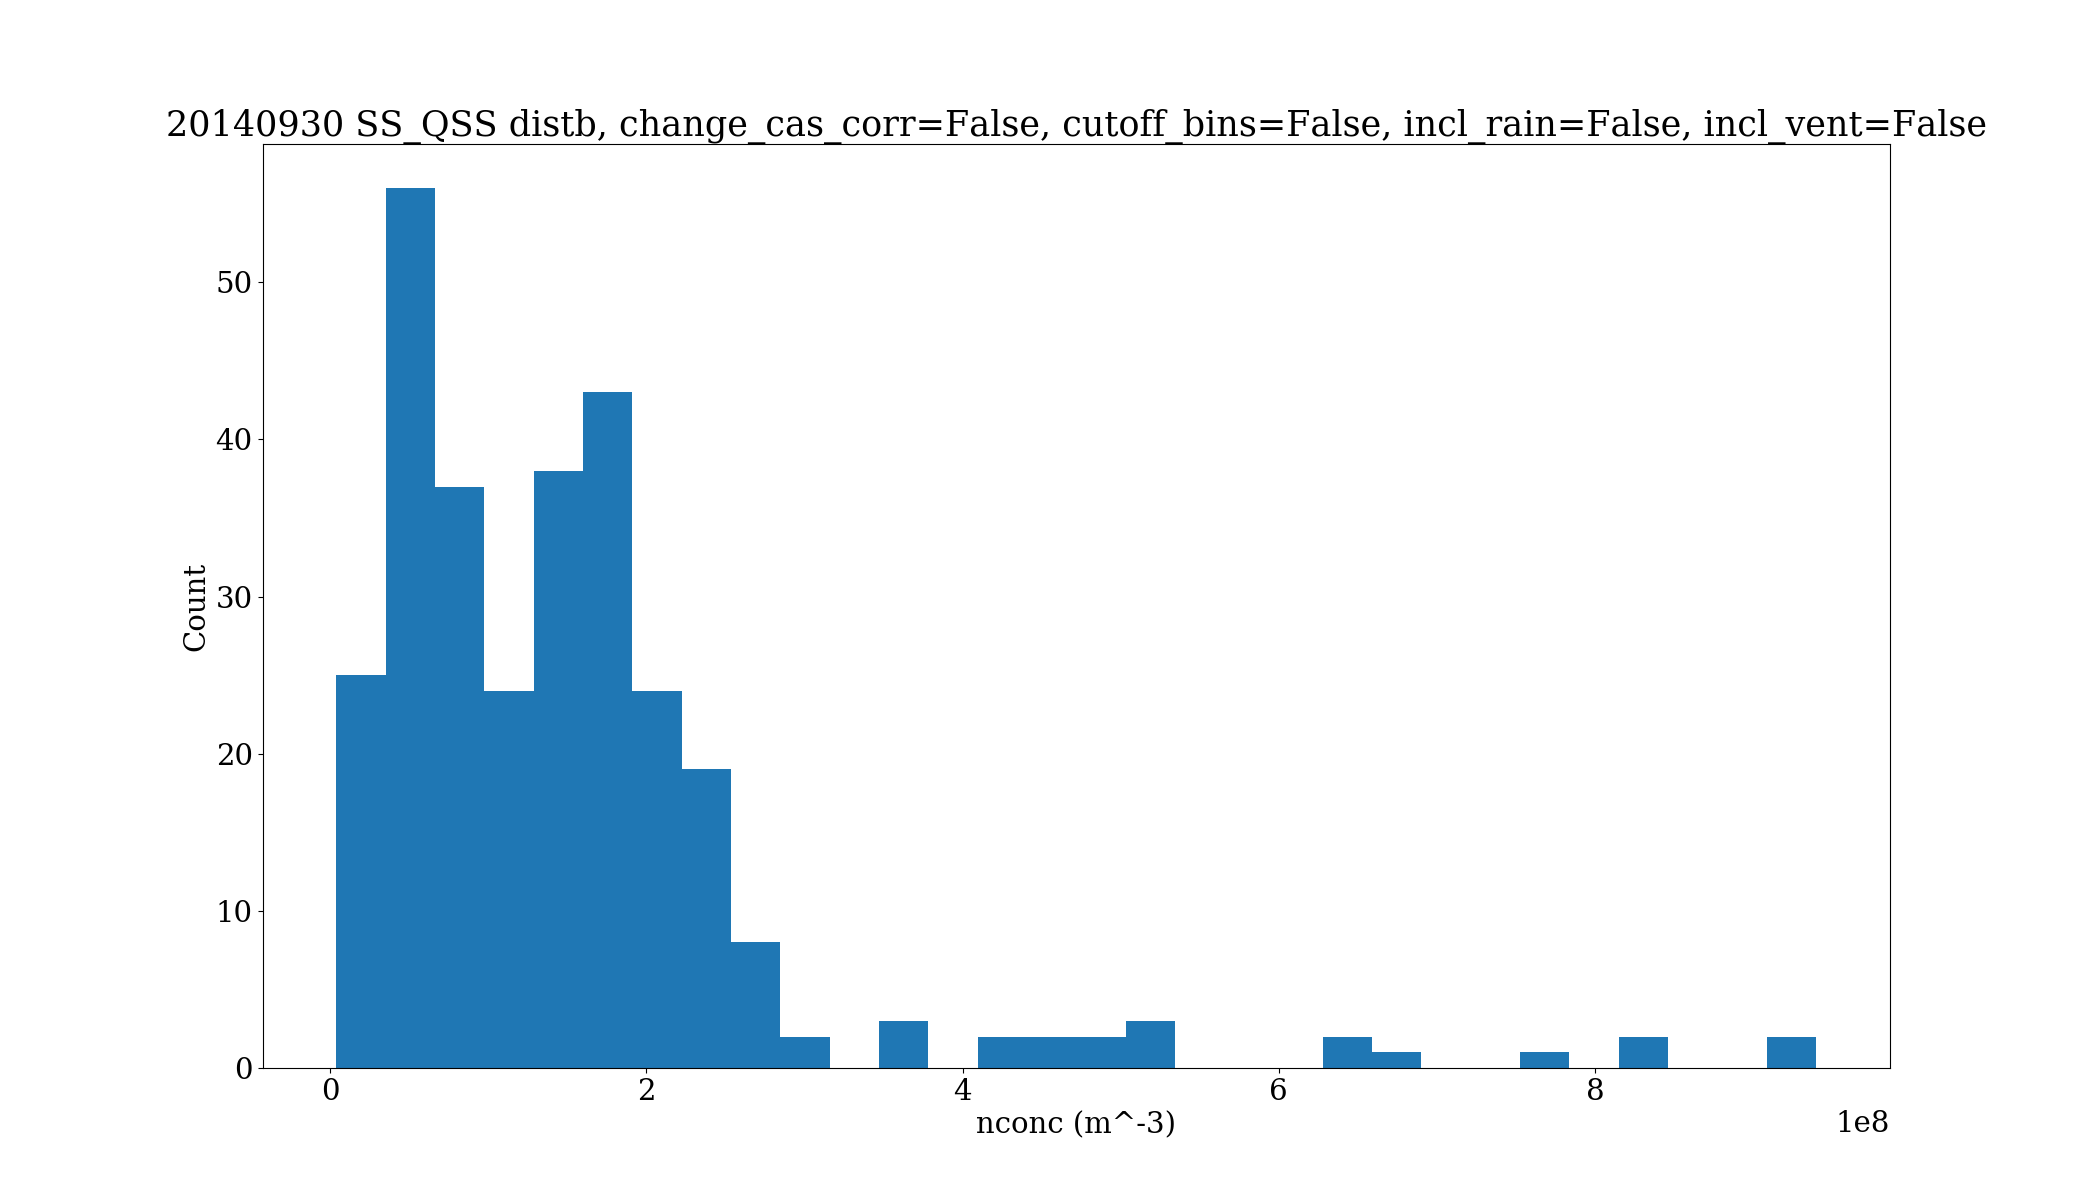 20140930 SS_QSS distb, change_cas_corr=False, cutoff_bins=False, incl_rain=False, incl_vent=False
Count
50
40
30
20
10
0
0 2 4 6 8
nconc (m^-3)
1e8